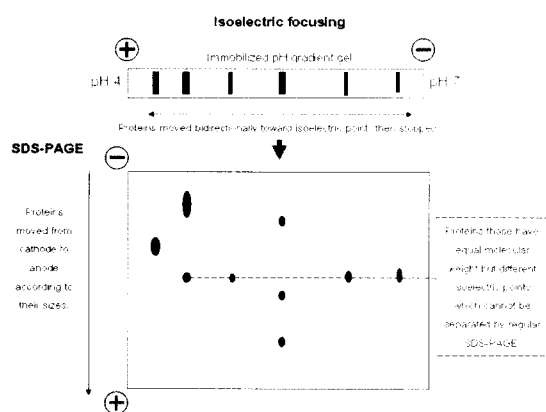 Isoelectric focusing
Immobilized pH gradient gel
pH 4
pH 7
Proteins moved bidirectionally toward isoelectric point, then stopped
SDS-PAGE
Proteins
moved from
cathode to
anode
according to
their sizes.
Proteins those have
equal molecular
weight but different
isoelectric points
which cannot be
separated by regular
SDS-PAGE